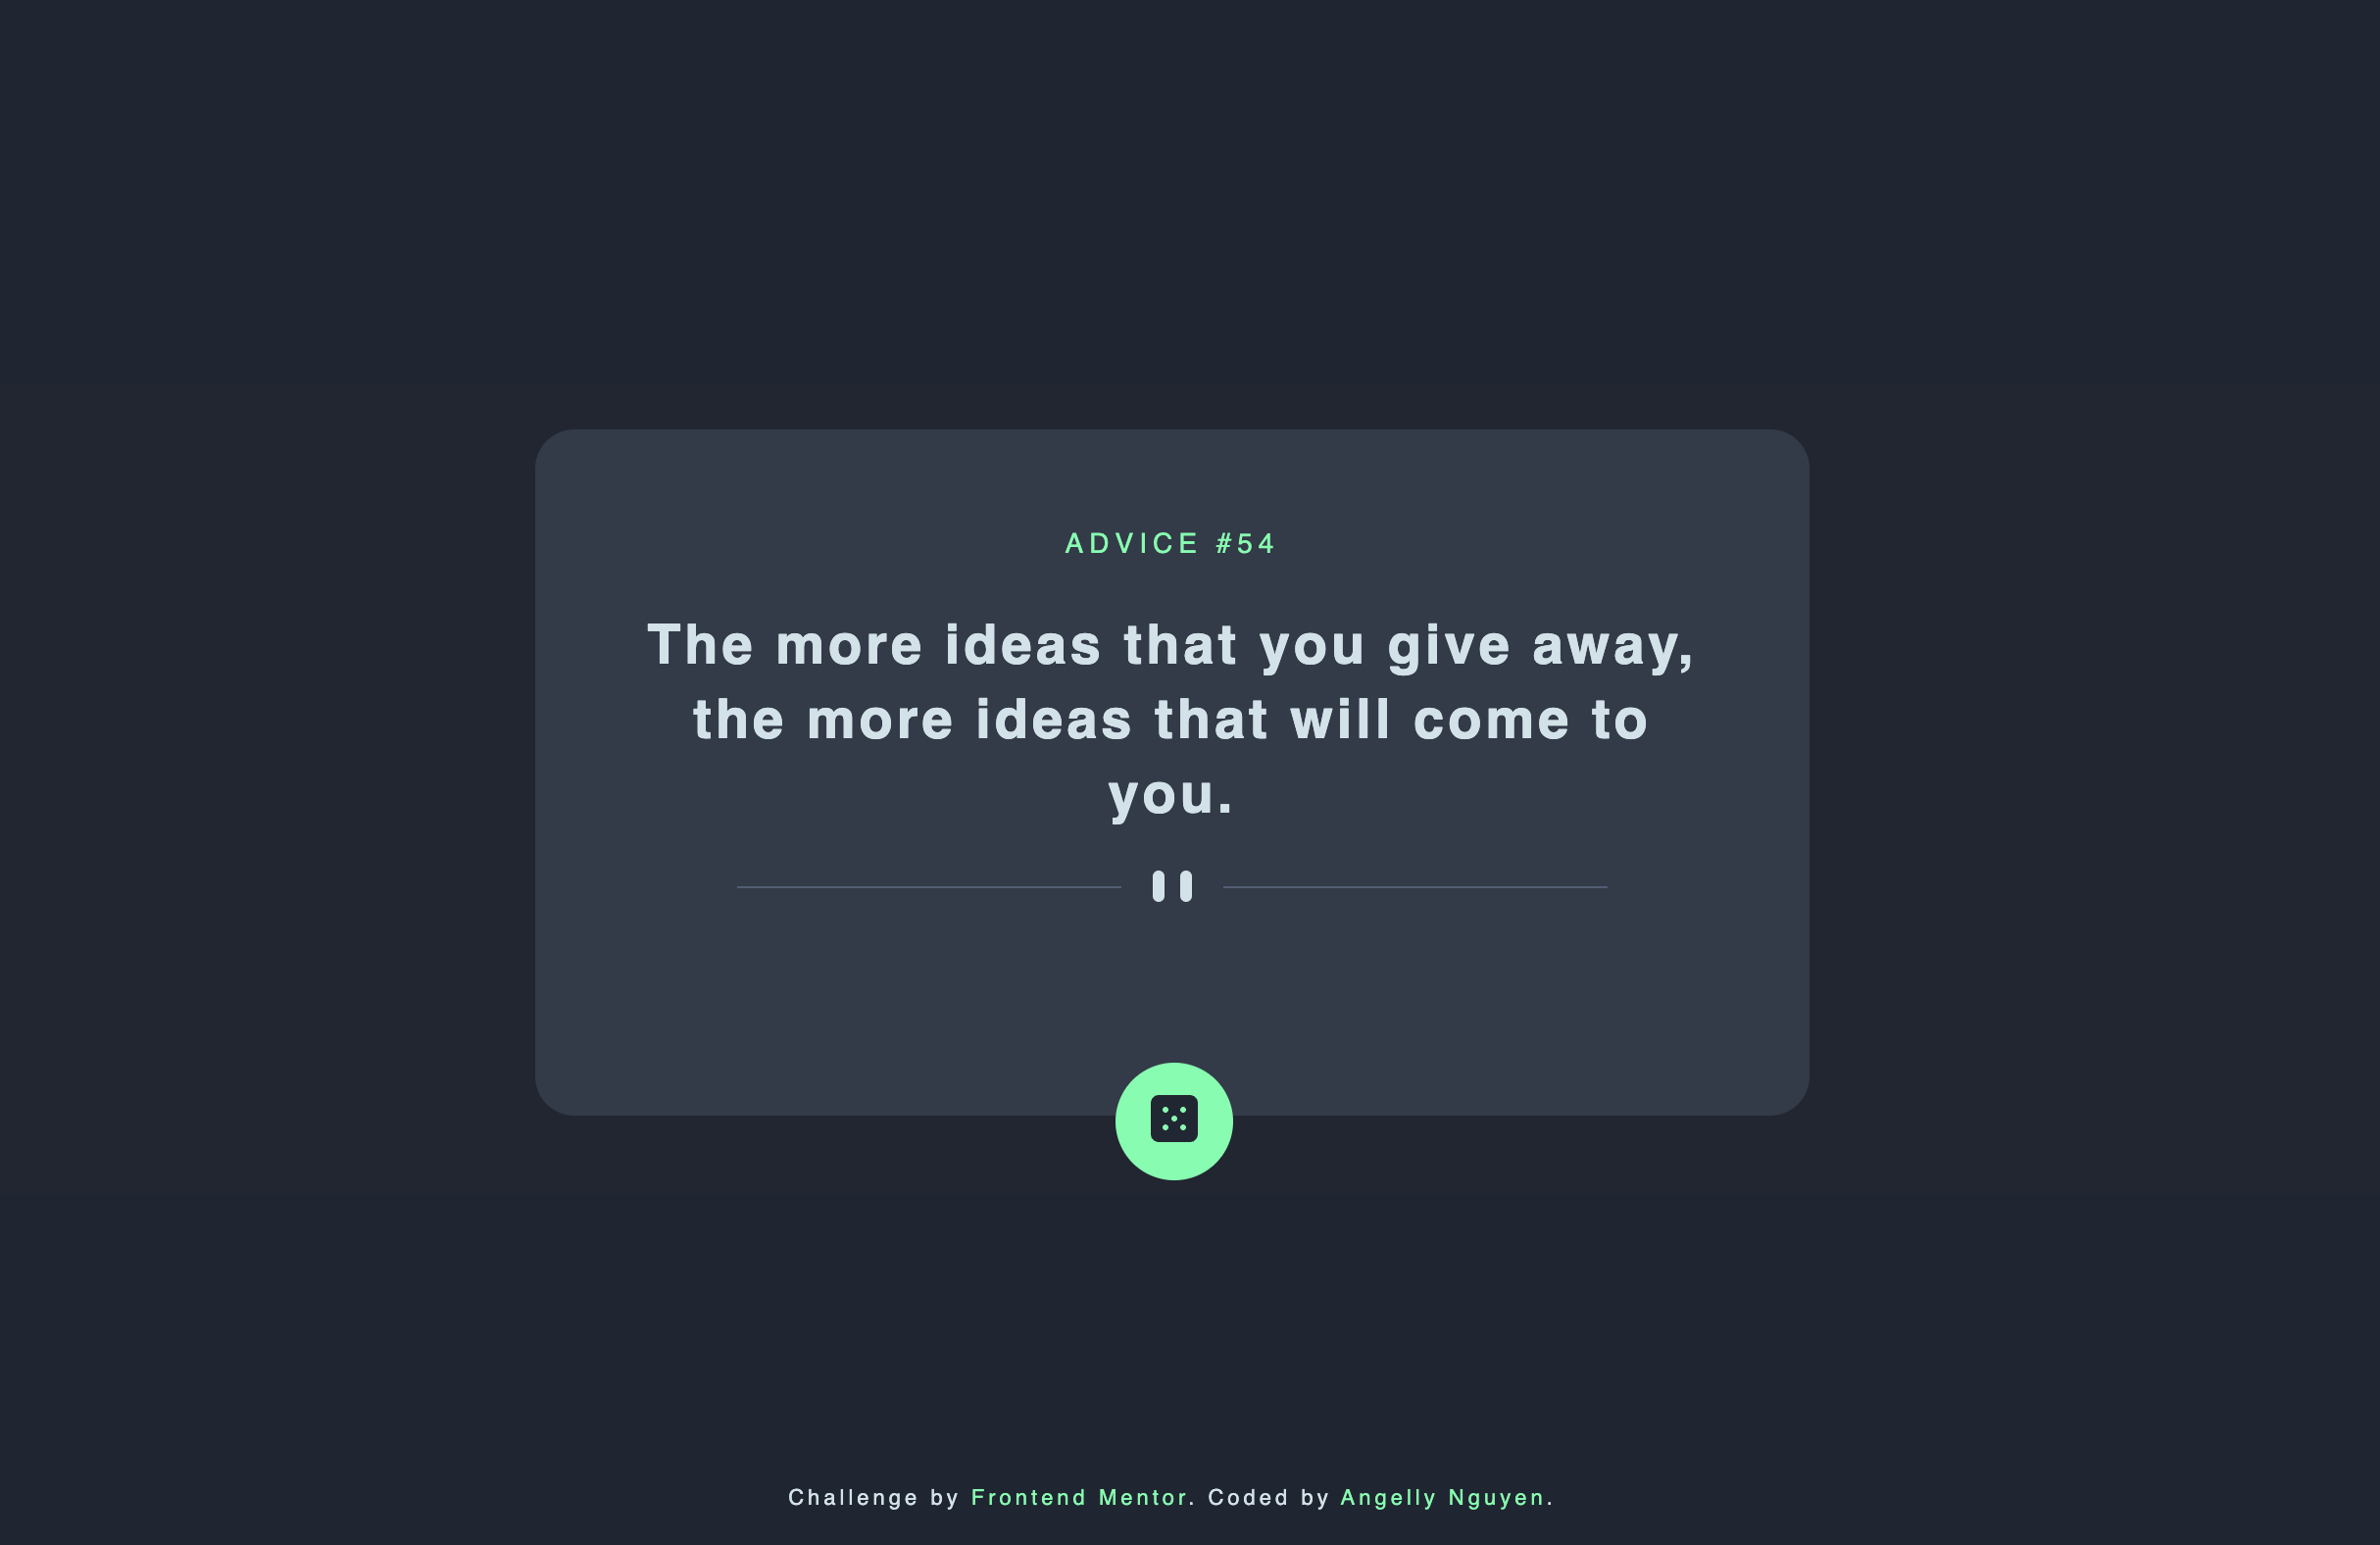 ADVICE #54
The more ideas that you give away,
the more ideas that will come to
you.
Challenge by Frontend Mentor. Coded by Angelly Nguyen.